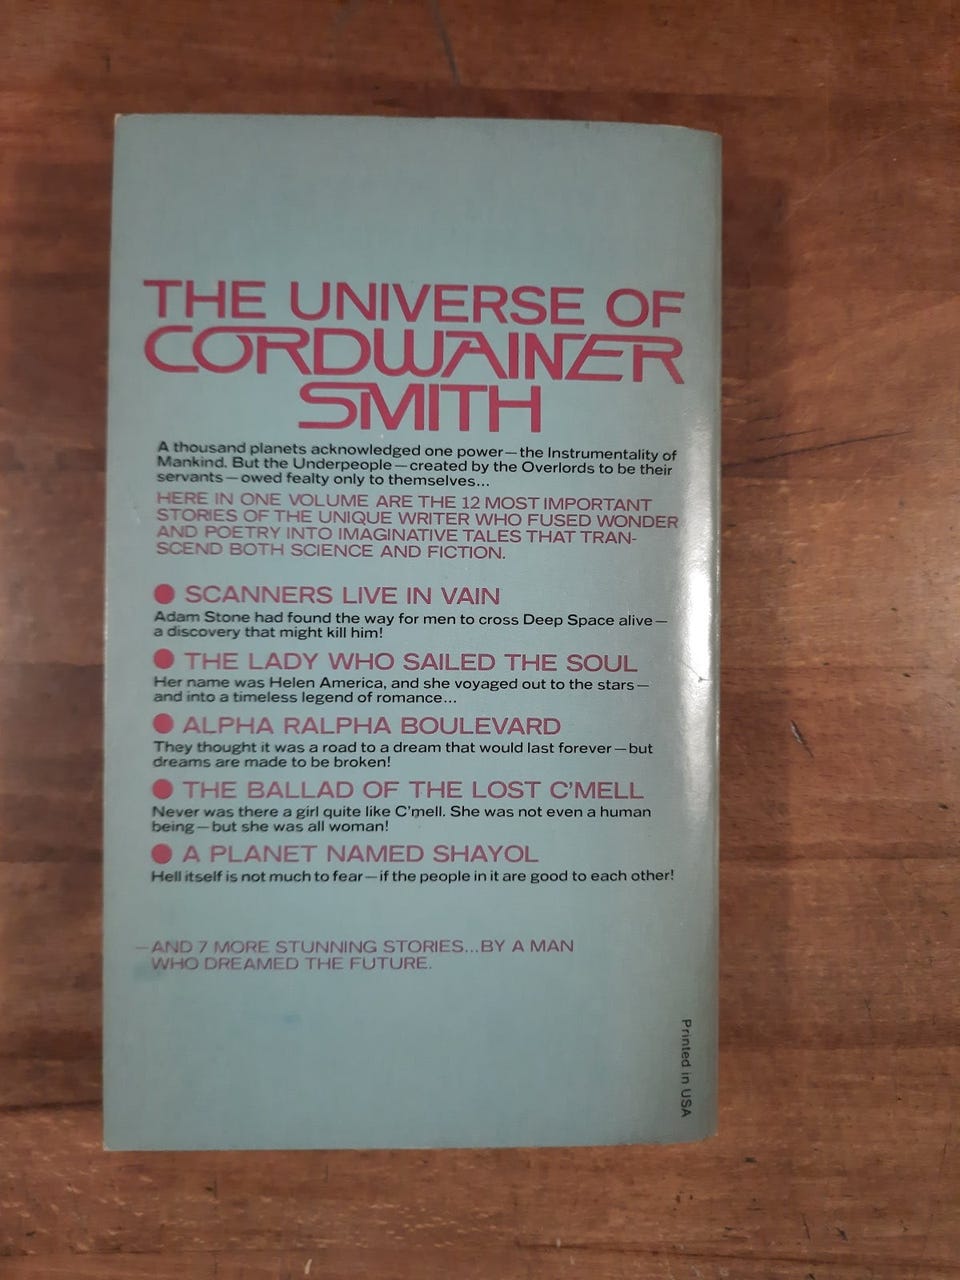 THE UNIVERSE OF
CORDWAINER
SMITH
A thousand planets acknowledged one power—the Instrumentality of
Mankind. But the Underpeople—created by the Overlords to be their
servants—owed fealty only to themselves...
HERE IN ONE VOLUME ARE THE 12 MOST IMPORTANT
STORIES OF THE UNIQUE WRITER WHO FUSED WONDER
AND POETRY INTO IMAGINATIVE TALES THAT TRAN-
SCEND BOTH SCIENCE AND FICTION.
● SCANNERS LIVE IN VAIN
Adam Stone had found the way for men to cross Deep Space alive—
a discovery that might kill him!
● THE LADY WHO SAILED THE SOUL
Her name was Helen America, and she voyaged out to the stars—
and into a timeless legend of romance...
● ALPHA RALPHA BOULEVARD
They thought it was a road to a dream that would last forever—but
dreams are made to be broken!
● THE BALLAD OF THE LOST C'MELL
Never was there a girl quite like C'mell. She was not even a human
being—but she was all woman!
● A PLANET NAMED SHAYOL
Hell itself is not much to fear—if the people in it are good to each other!
—AND 7 MORE STUNNING STORIES...BY A MAN
WHO DREAMED THE FUTURE.
Printed in USA